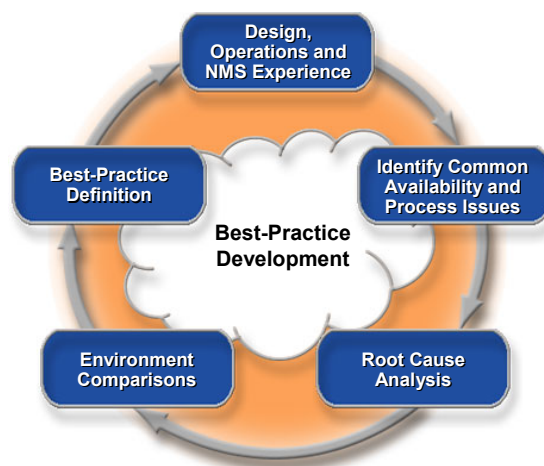 Design,
Operations and
NMS Experience
Identify Common
Availability and
Process Issues
Root Cause
Analysis
Environment
Comparisons
Best-Practice
Definition
Best-Practice
Development